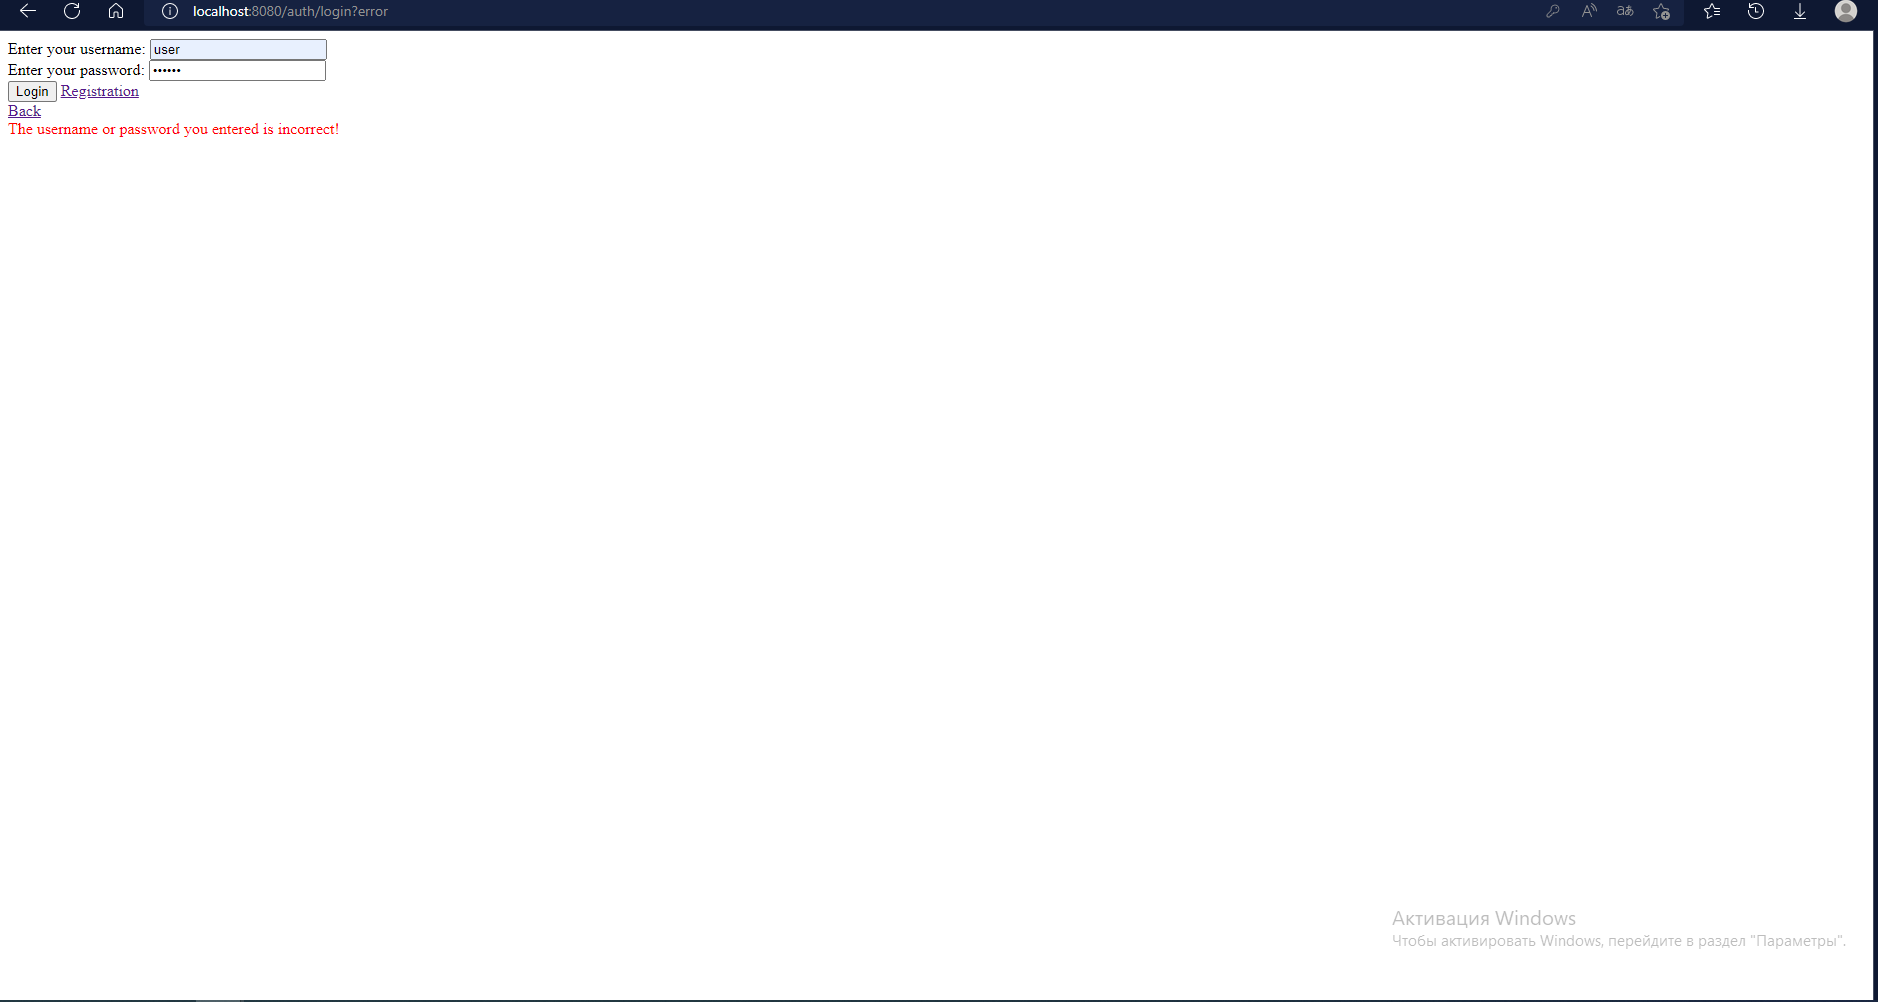 localhost:8080/auth/login?error
Enter your username: user
Enter your password: ••••••
Login Registration
Back
The username or password you entered is incorrect!
Активация Windows
Чтобы активировать Windows, перейдите в раздел "Параметры".